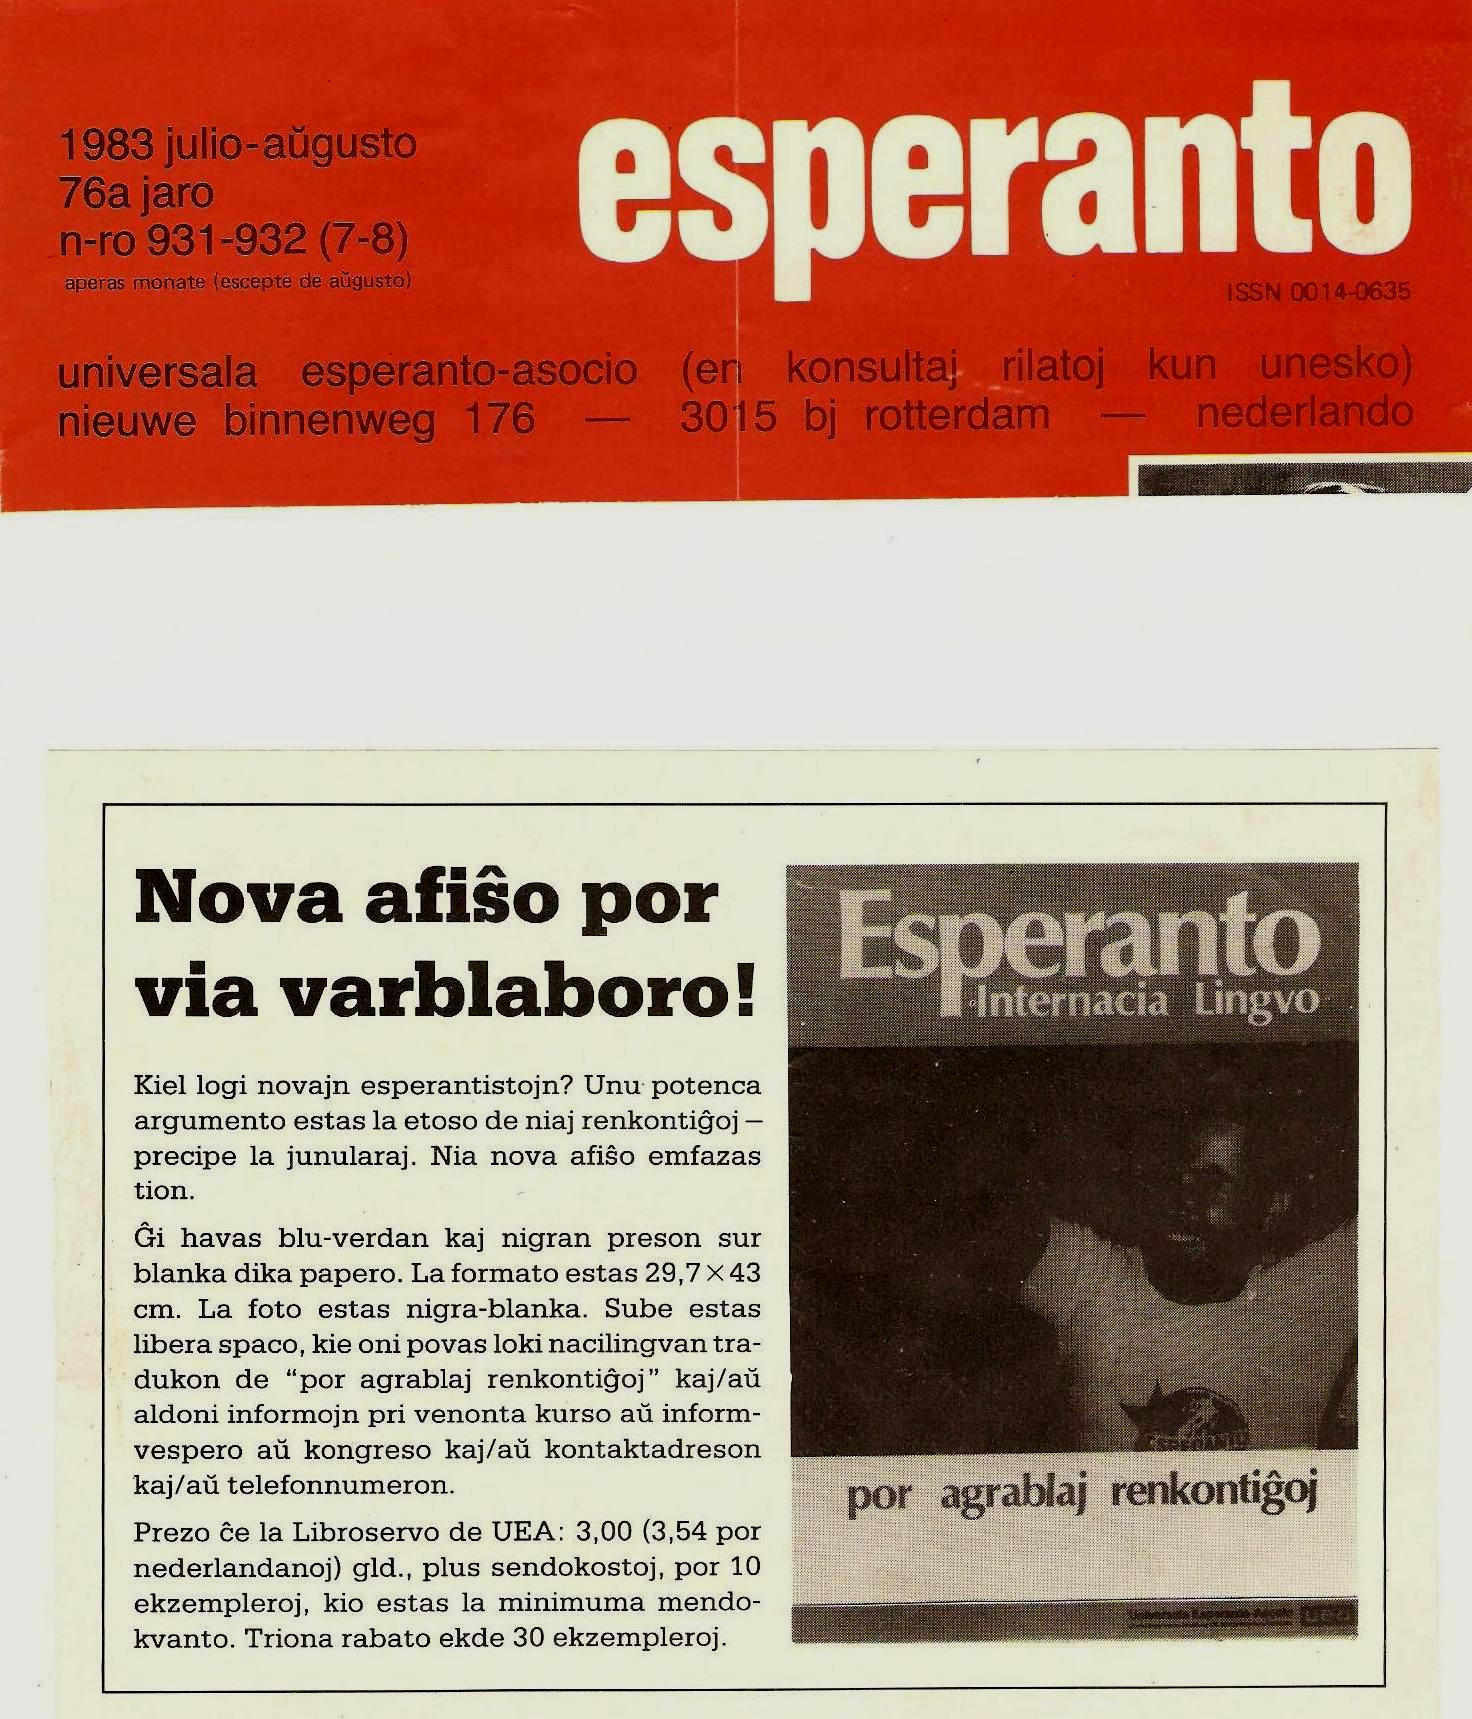 1983 julio-aŭgusto
76a jaro
n-ro 931-932 (7-8)
aperas monate (escepte de aŭgusto)
esperanto
ISSN 0014-0635
universala esperanto-asocio (en konsultaj rilatoj kun unesko)
nieuwe binnenweg 176 — 3015 bj rotterdam — nederlando
Nova afiŝo por
via varblaboro!
Kiel logi novajn esperantistojn? Unu potenca
argumento estas la etoso de niaj renkontiĝoj —
precipe la junularaj. Nia nova afiŝo emfazas
tion.
Ĝi havas blu-verdan kaj nigran preson sur
blanka dika papero. La formato estas 29,7×43
cm. La foto estas nigra-blanka. Sube estas
libera spaco, kie oni povas loki nacilingvan tra-
dukon de “por agrablaj renkontiĝoj” kaj/aŭ
aldoni informojn pri venonta kurso aŭ inform-
vespero aŭ kongreso kaj/aŭ kontaktadreson
kaj/aŭ telefonnumeron.
Prezo ĉe la Libroservo de UEA: 3,00 (3,54 por
nederlandanoj) gld., plus sendokostoj, por 10
ekzempleroj, kio estas la minimuma mendo-
kvanto. Triona rabato ekde 30 ekzempleroj.
Esperanto
Internacia Lingvo
ESPERANTO
por agrablaj renkontiĝoj
Universala Esperanto-Asocio
uea